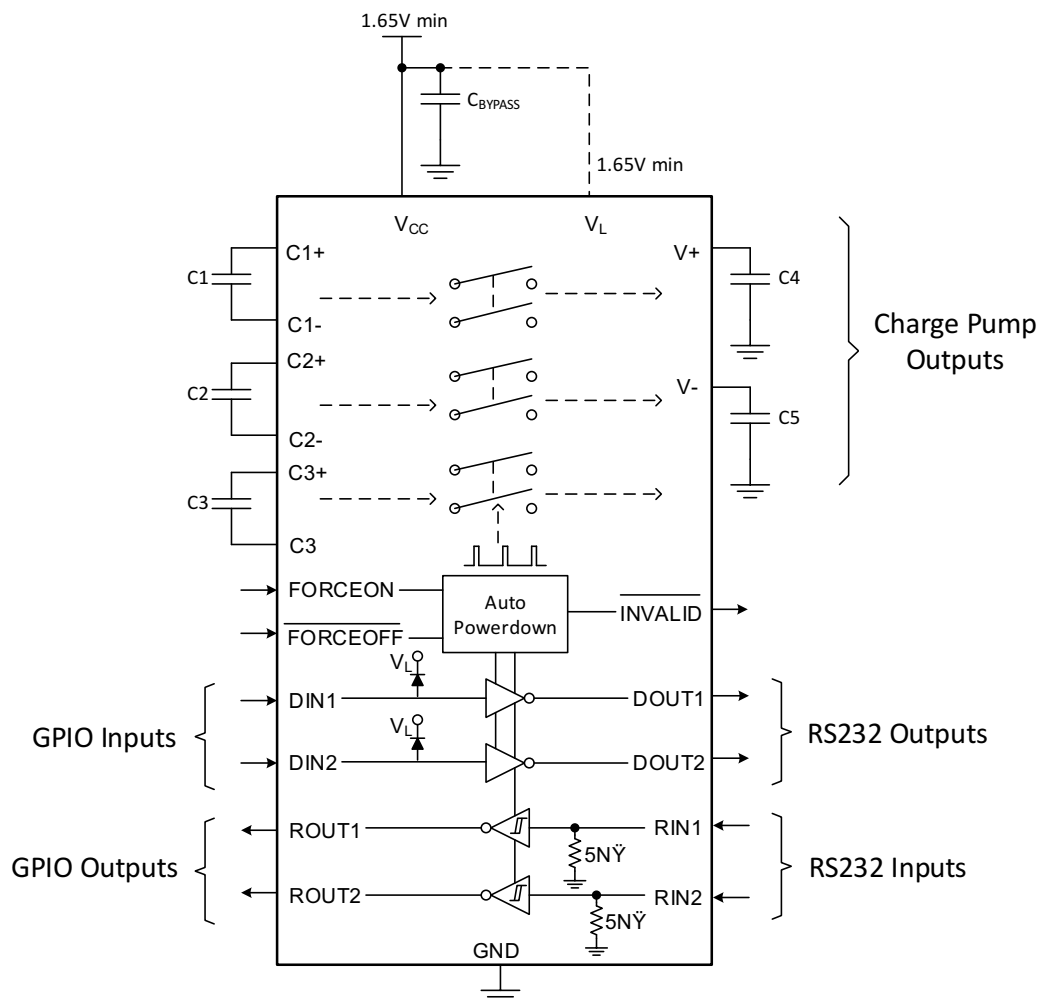 1.65V min
CBYPASS
1.65V min
VCC
VL
C1+
C1
C1-
V+
C4
Charge Pump
Outputs
C2+
C2
C2-
V-
C5
C3+
C3
C3
FORCEON
FORCEOFF
Auto
Powerdown
INVALID
VL
DIN1
DOUT1
GPIO Inputs
RS232 Outputs
VL
DIN2
DOUT2
ROUT1
RIN1
5NŸ
GPIO Outputs
RS232 Inputs
ROUT2
RIN2
5NŸ
GND